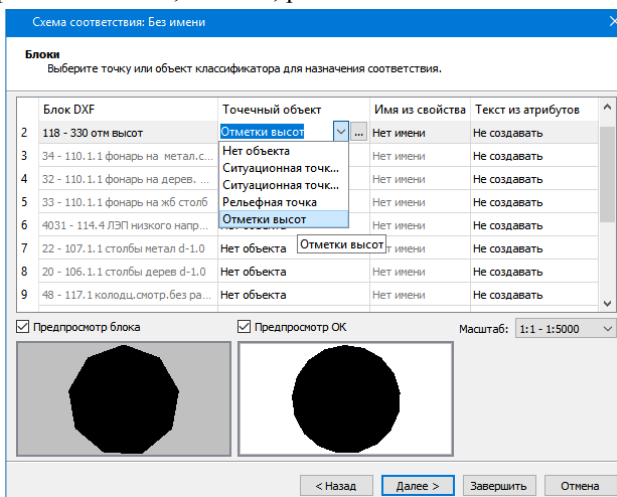 Схема соответствия: Без имени
Блоки
Выберите точку или объект классификатора для назначения соответствия.
Блок DXF Точечный объект Имя из свойства Текст из атрибутов
2 118 - 330 отм высот Отметки высот ... Нет имени Не создавать
Нет объекта
3 34 - 110.1.1 фонарь на метал.с... Нет имени Не создавать
Ситуационная точк...
4 32 - 110.1.1 фонарь на дерев. ... Нет имени Не создавать
Ситуационная точк...
5 33 - 110.1.1 фонарь на жб столб Рельефная точка Нет имени Не создавать
Отметки высот
6 4031 - 114.4 ЛЭП низкого напр... Нет имени Не создавать
7 22 - 107.1.1 столбы метал d-1.0 Нет объекта Отметки высот т имени Не создавать
8 20 - 106.1.1 столбы дерев d-1.0 Нет объекта Нет имени Не создавать
9 48 - 117.1 колодц.смотр.без ра... Нет объекта Нет имени Не создавать
Предпросмотр блока Предпросмотр ОК Масштаб: 1:1 - 1:5000
< Назад Далее > Завершить Отмена